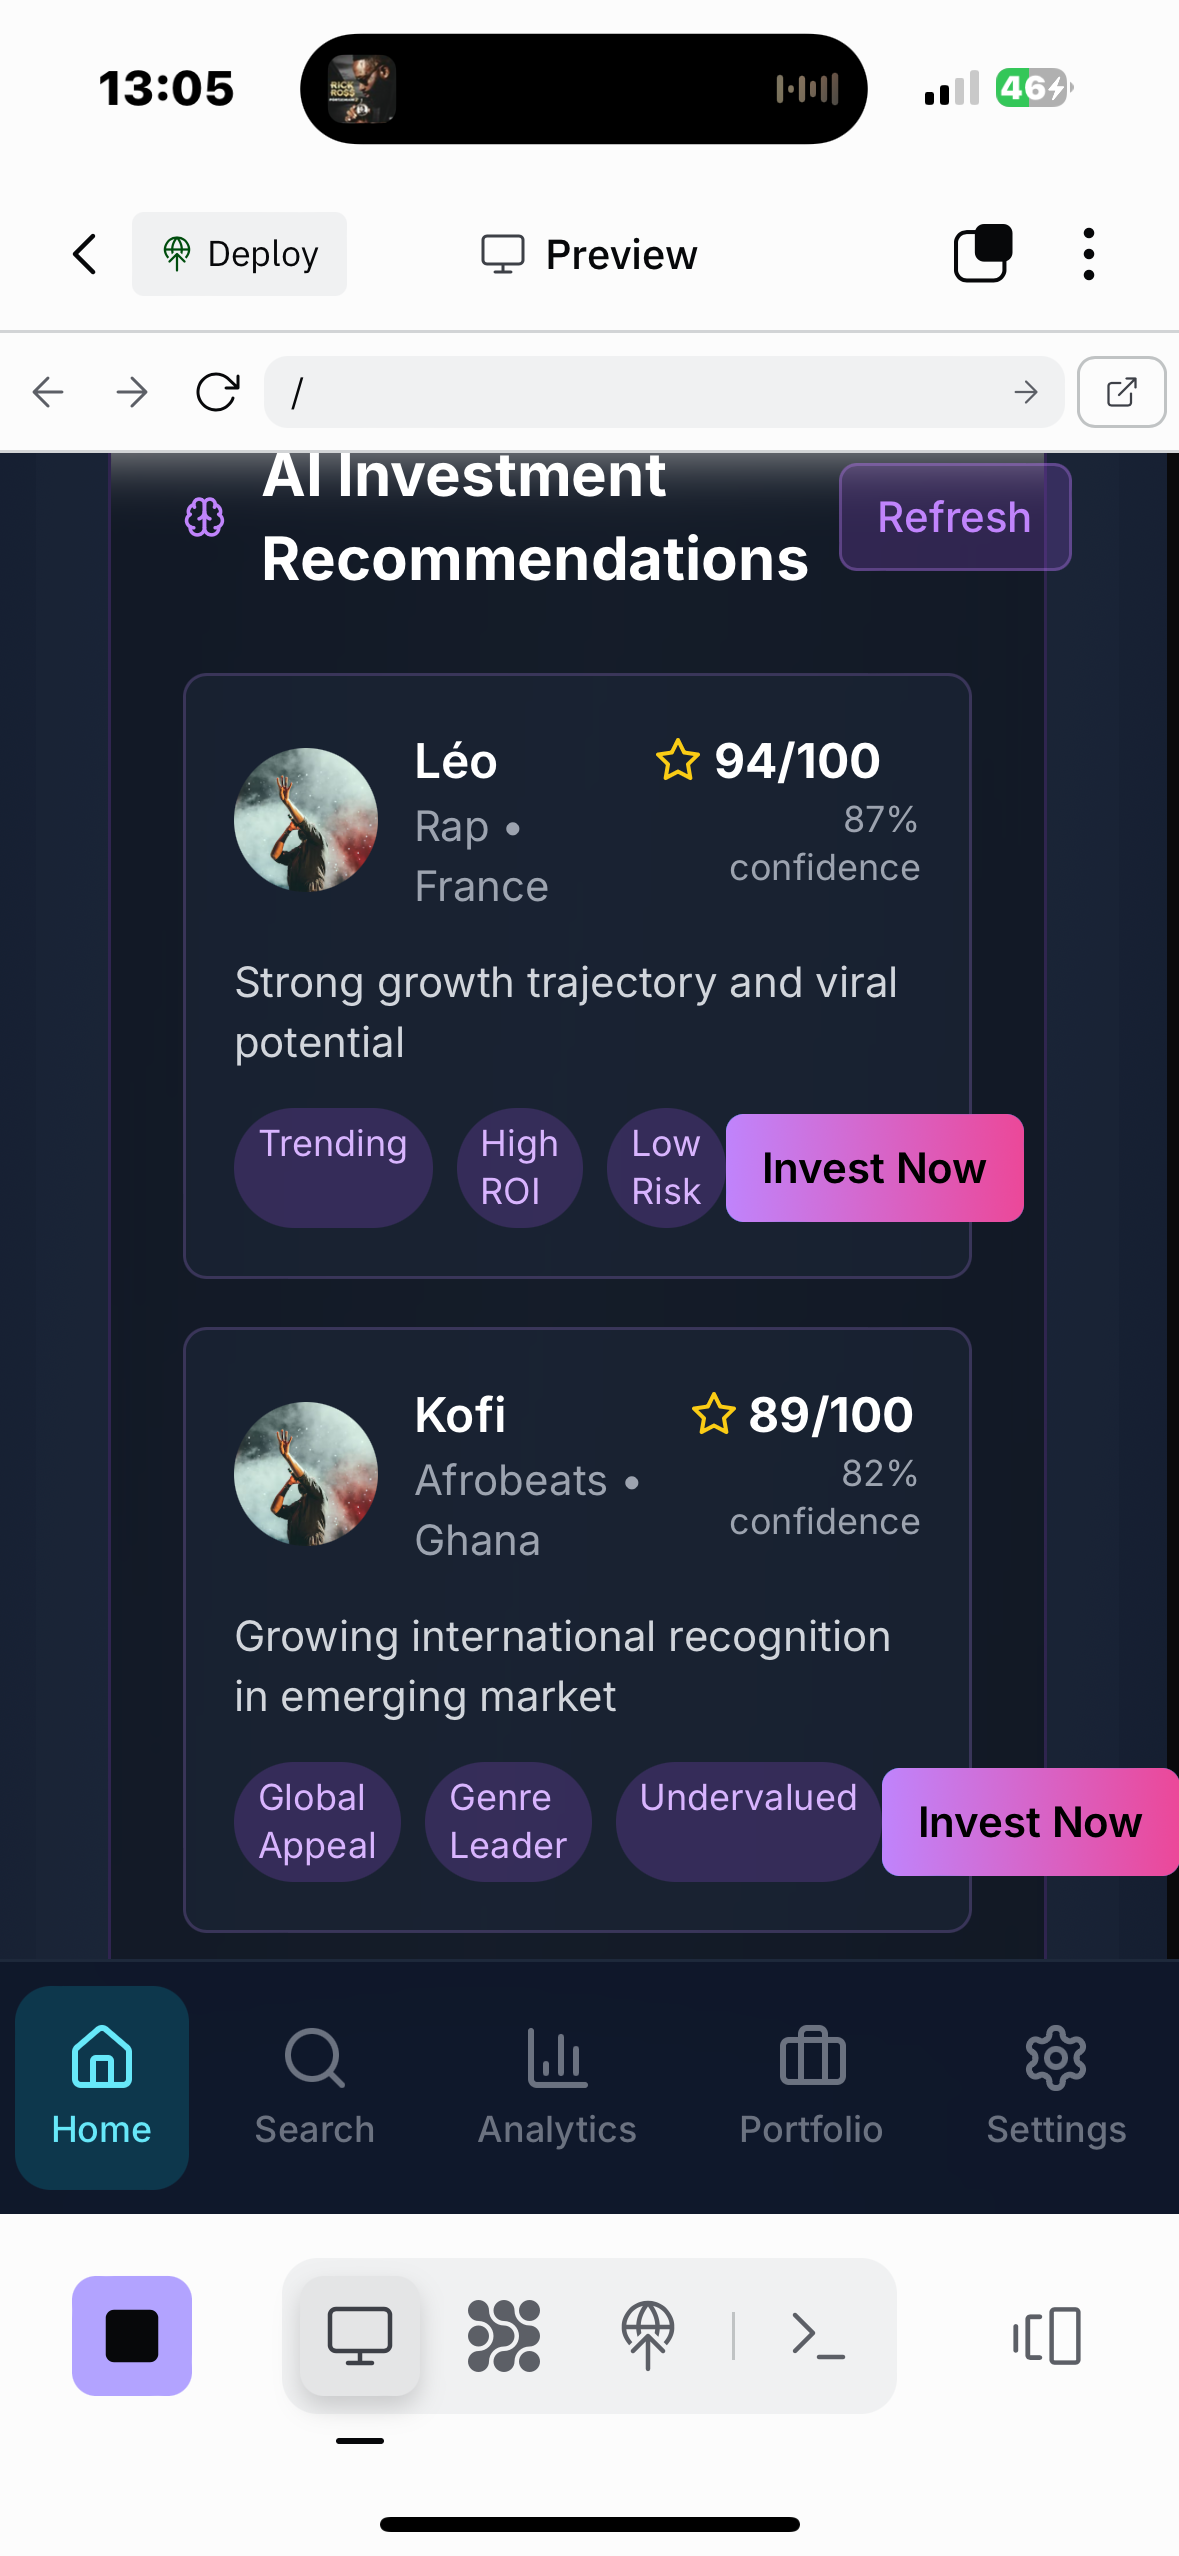 13:05
RICK
ROSS
46
Deploy
Preview
/
AI Investment
Recommendations
Refresh
Léo
94/100
Rap •
France
87%
confidence
Strong growth trajectory and viral
potential
Trending
High
ROI
Low
Risk
Invest Now
Kofi
89/100
Afrobeats •
Ghana
82%
confidence
Growing international recognition
in emerging market
Global
Appeal
Genre
Leader
Undervalued
Invest Now
Home
Search
Analytics
Portfolio
Settings